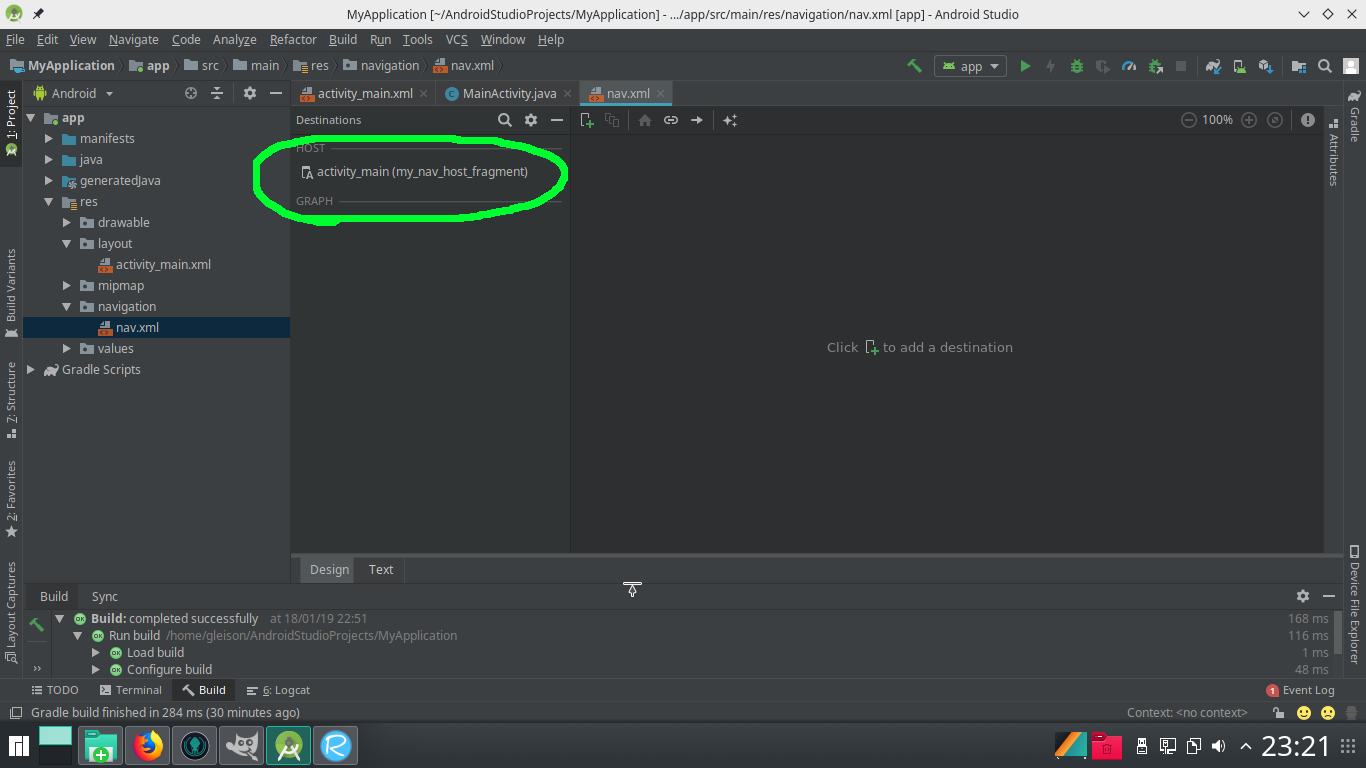 MyApplication [~/AndroidStudioProjects/MyApplication] - .../app/src/main/res/navigation/nav.xml [app] - Android Studio
File Edit View Navigate Code Analyze Refactor Build Run Tools VCS Window Help
MyApplication app src main res navigation nav.xml
app
1: Project
Build Variants
7: Structure
2: Favorites
Layout Captures
Android
app
manifests
java
generatedJava
res
drawable
layout
activity_main.xml
mipmap
navigation
nav.xml
values
Gradle Scripts
activity_main.xml MainActivity.java nav.xml
Destinations
HOST
activity_main (my_nav_host_fragment)
GRAPH
100%
Click to add a destination
Design Text
Gradle
Attributes
Device File Explorer
Build Sync
Build: completed successfully at 18/01/19 22:51 168 ms
Run build /home/gleison/AndroidStudioProjects/MyApplication 116 ms
OK Load build 1 ms
OK Configure build 48 ms
TODO Terminal Build 6: Logcat 1 Event Log
Gradle build finished in 284 ms (30 minutes ago) Context: <no context>
23:21